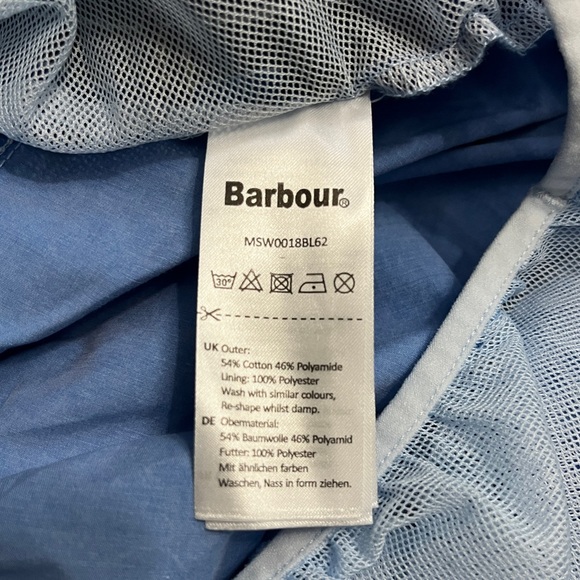 Barbour®
MSW0018BL62
30°
UK Outer:
54% Cotton 46% Polyamide
Lining: 100% Polyester
Wash with similar colours,
Re-shape whilst damp.
DE Obermaterial:
54% Baumwolle 46% Polyamid
Futter: 100% Polyester
Mit ähnlichen farben
Waschen, Nass in form ziehen.